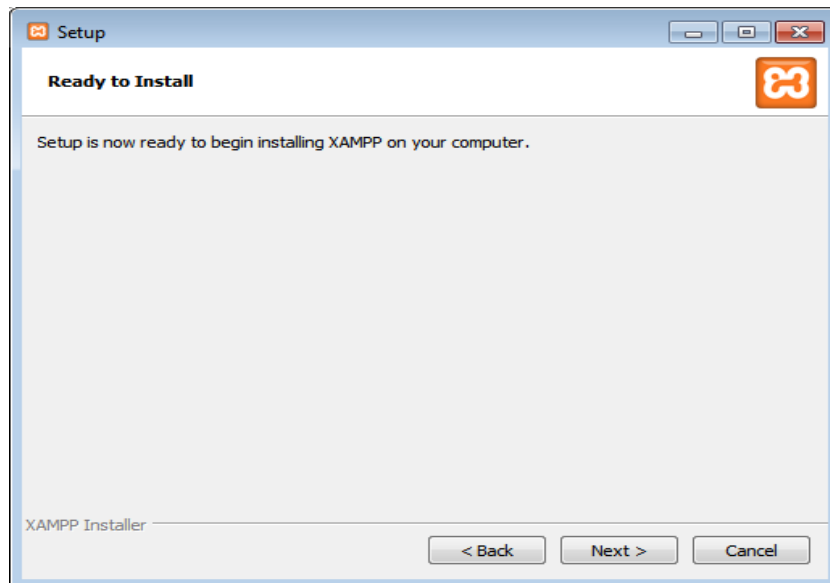 Setup
Ready to Install
Setup is now ready to begin installing XAMPP on your computer.
XAMPP Installer
< Back
Next >
Cancel